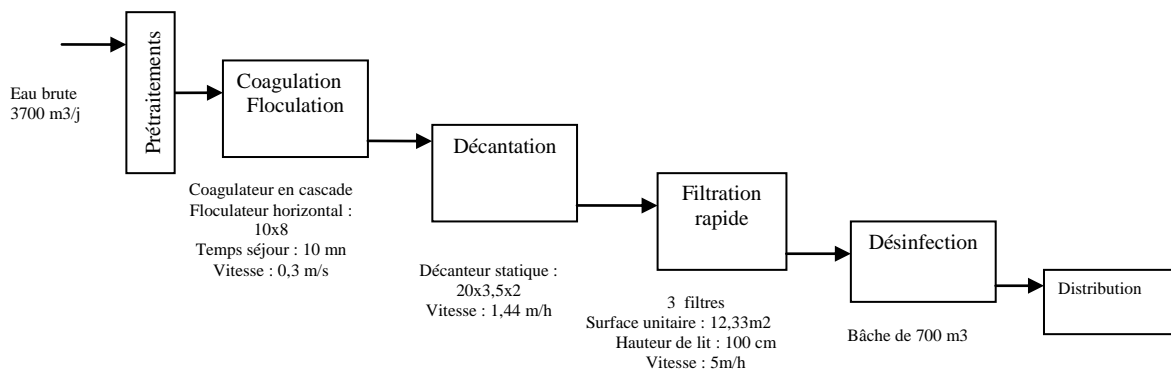 Eau brute
3700 m3/j
Prétraitements
Coagulation
Floculation
Coagulateur en cascade
Floculateur horizontal :
10x8
Temps séjour : 10 mn
Vitesse : 0,3 m/s
Décantation
Décanteur statique :
20x3,5x2
Vitesse : 1,44 m/h
Filtration
rapide
3 filtres
Surface unitaire : 12,33m2
Hauteur de lit : 100 cm
Vitesse : 5m/h
Désinfection
Bâche de 700 m3
Distribution